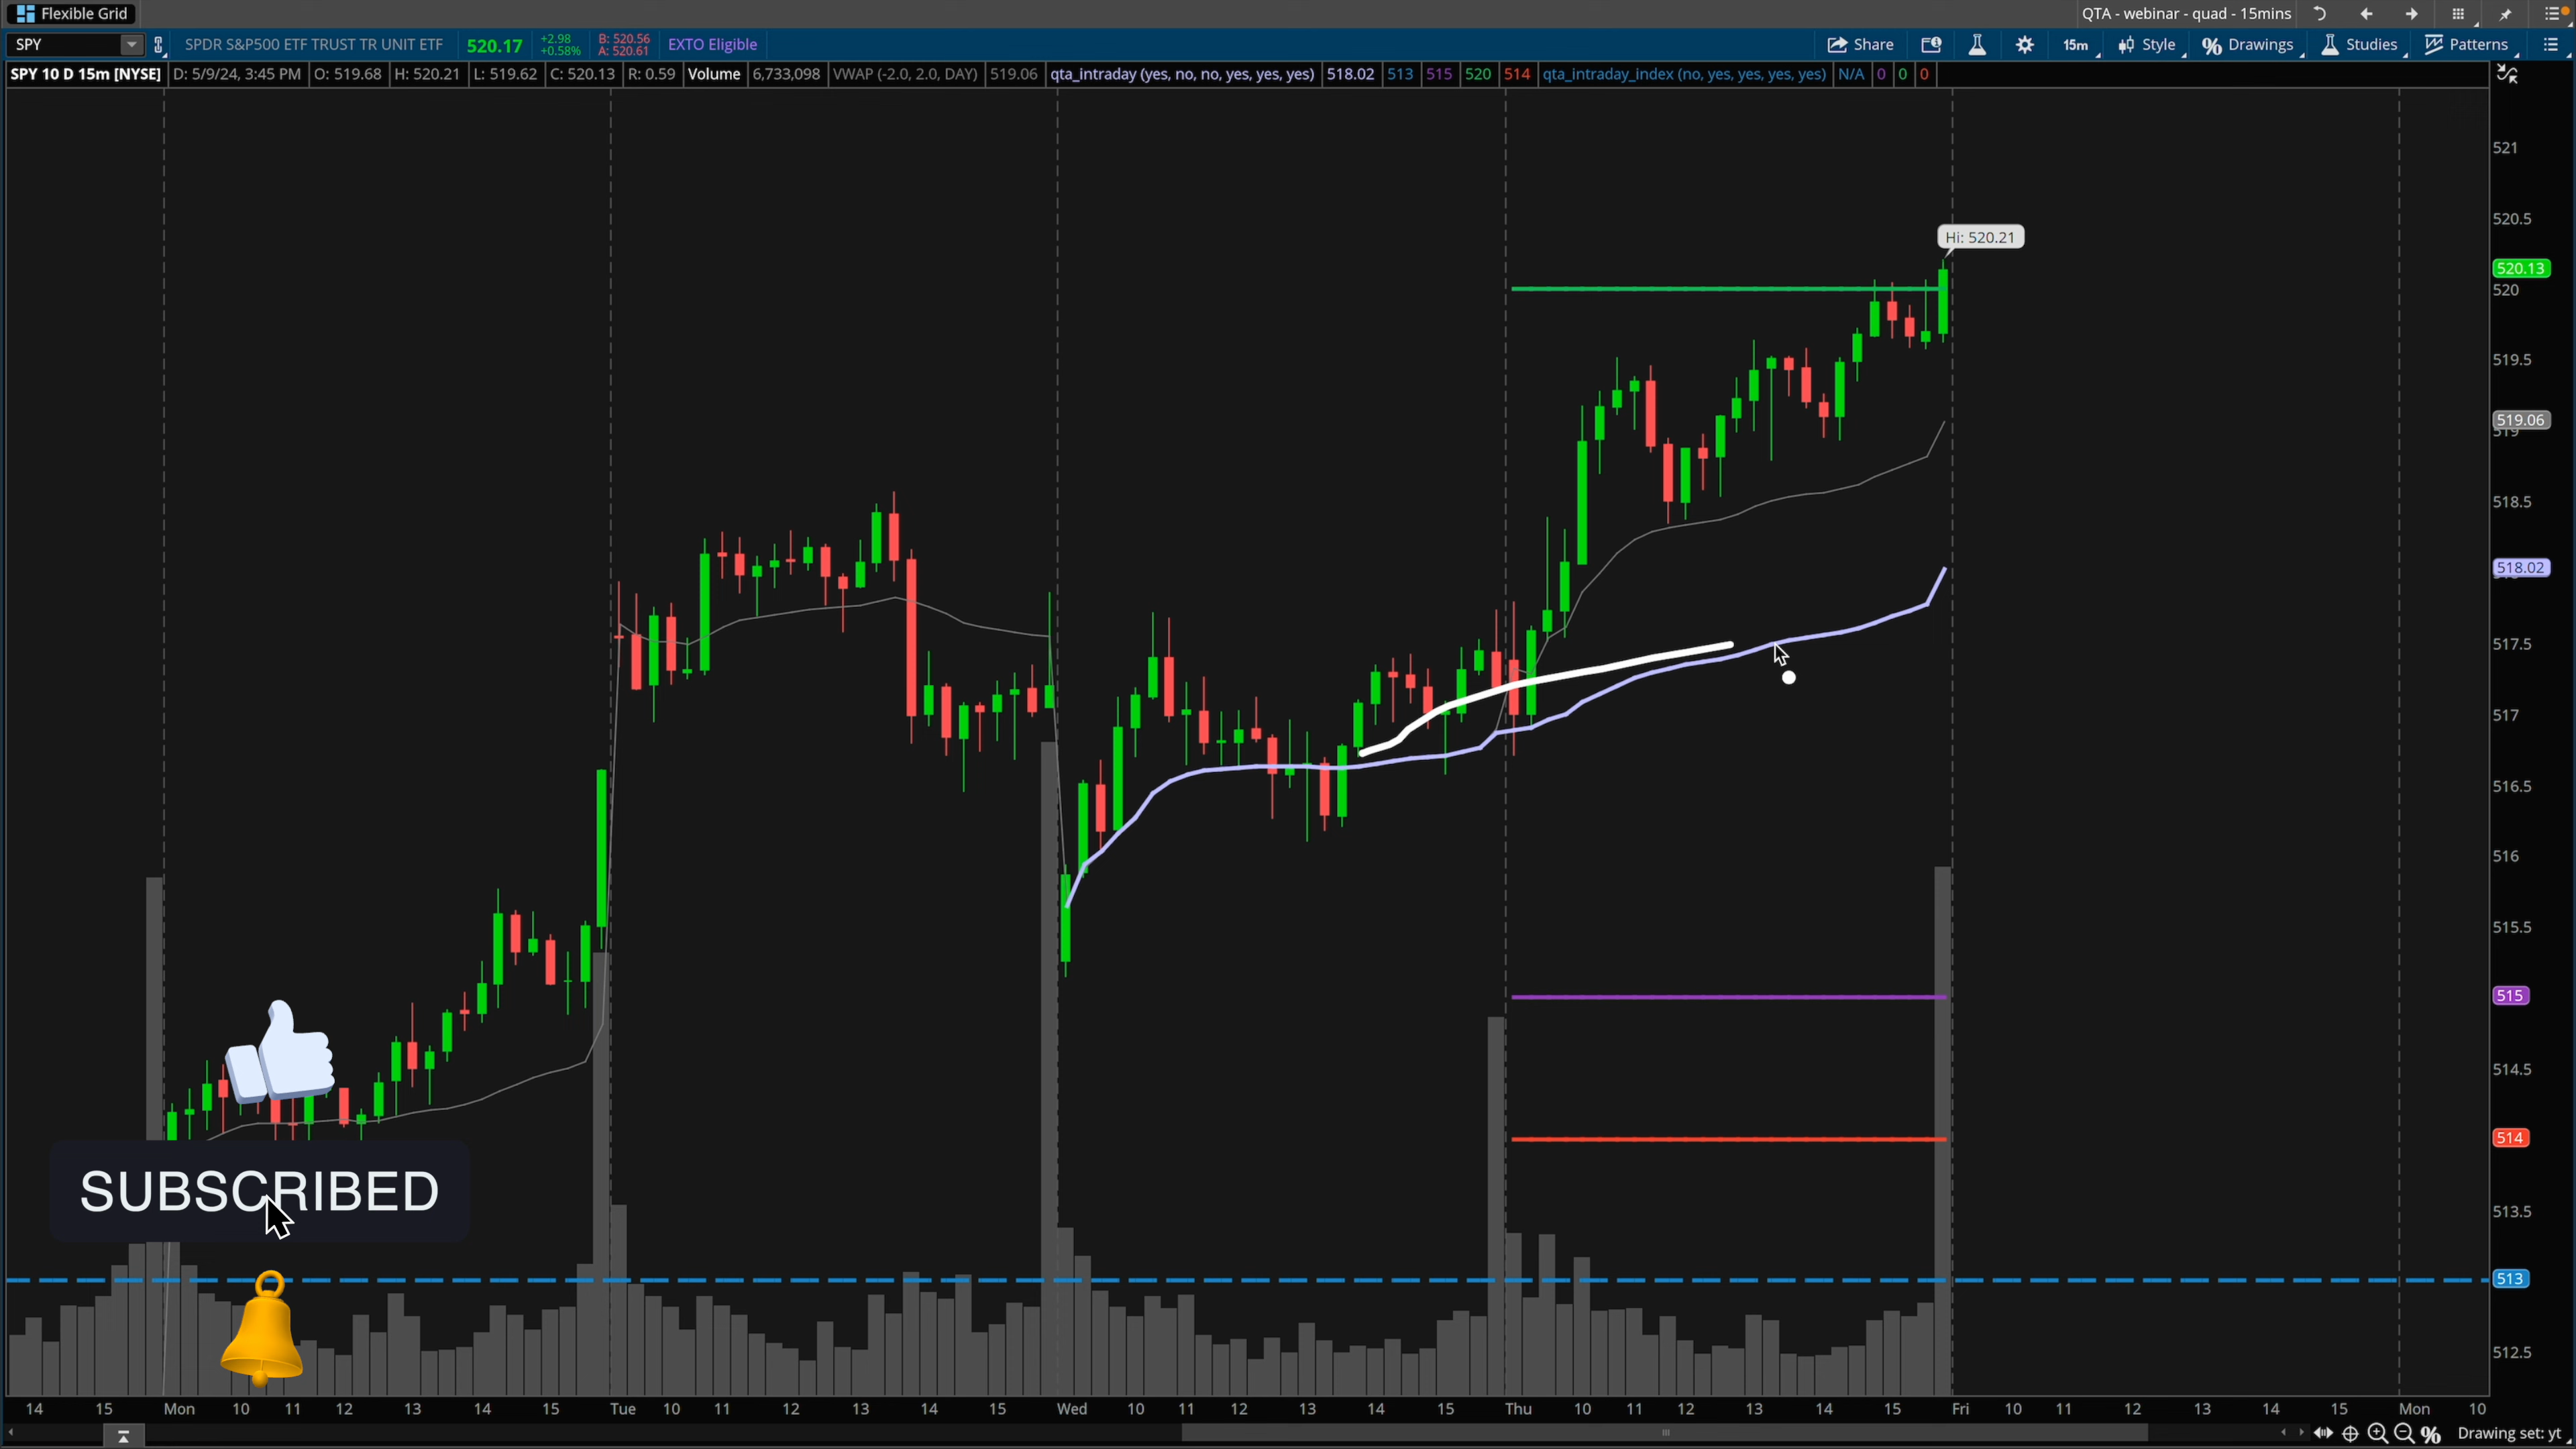 Flexible Grid
QTA - webinar - quad - 15mins
SPY
SPDR S&P500 ETF TRUST TR UNIT ETF
520.17
+2.98
+0.58%
B: 520.56
A: 520.61
EXTO Eligible
Share
15m
Style
Drawings
Studies
Patterns
SPY 10 D 15m [NYSE] D: 5/9/24, 3:45 PM O: 519.68 H: 520.21 L: 519.62 C: 520.13 R: 0.59 Volume 6,733,098 VWAP (-2.0, 2.0, DAY) 519.06 qta_intraday (yes, no, no, yes, yes, yes) 518.02 513 515 520 514 qta_intraday_index (no, yes, yes, yes, yes) N/A 0 0 0
521
520.5
Hi: 520.21
520.13
520
519.5
519.06
519
518.5
518.02
517.5
517
516.5
516
515.5
515
514.5
514
513.5
513
512.5
SUBSCRIBED
14 15 Mon 10 11 12 13 14 15 Tue 10 11 12 13 14 15 Wed 10 11 12 13 14 15 Thu 10 11 12 13 14 15 Fri 10 11 12 13 14 15 Mon 10
Drawing set: yt